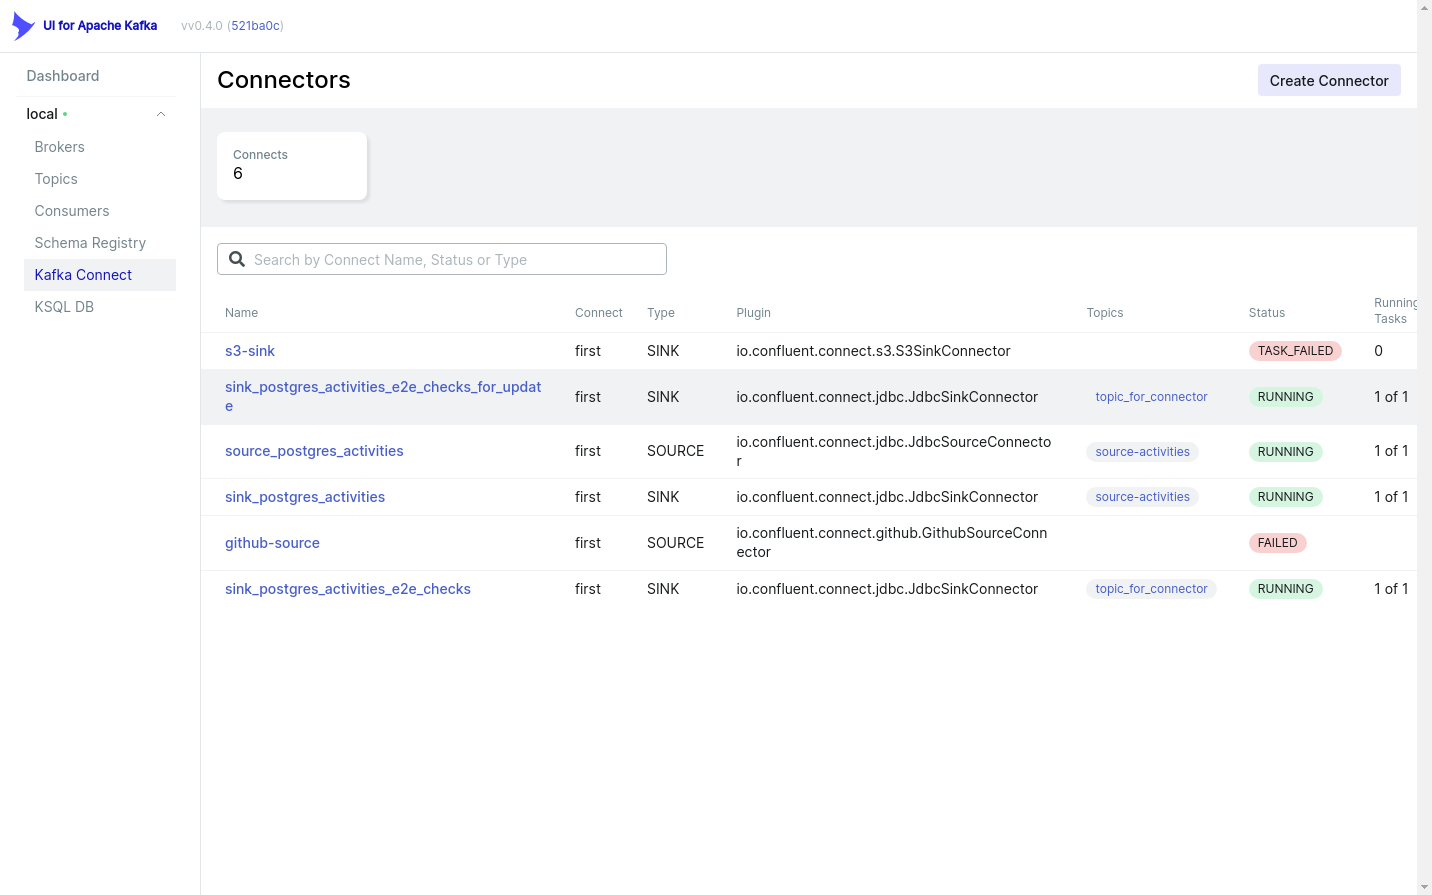 UI for Apache Kafka vv0.4.0 (521ba0c)
Dashboard
local
Brokers
Topics
Consumers
Schema Registry
Kafka Connect
KSQL DB
Connectors
Create Connector
Connects
6
Search by Connect Name, Status or Type
Name Connect Type Plugin Topics Status Running
Tasks
s3-sink first SINK io.confluent.connect.s3.S3SinkConnector TASK_FAILED 0
sink_postgres_activities_e2e_checks_for_updat
e first SINK io.confluent.connect.jdbc.JdbcSinkConnector topic_for_connector RUNNING 1 of 1
source_postgres_activities first SOURCE io.confluent.connect.jdbc.JdbcSourceConnecto
r source-activities RUNNING 1 of 1
sink_postgres_activities first SINK io.confluent.connect.jdbc.JdbcSinkConnector source-activities RUNNING 1 of 1
github-source first SOURCE io.confluent.connect.github.GithubSourceConn
ector FAILED
sink_postgres_activities_e2e_checks first SINK io.confluent.connect.jdbc.JdbcSinkConnector topic_for_connector RUNNING 1 of 1